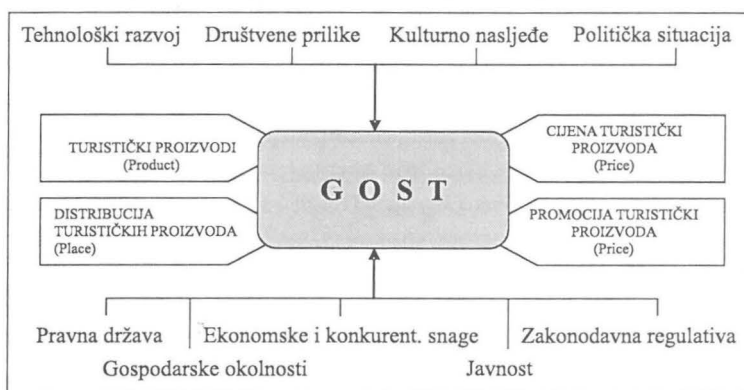 Tehnološki razvoj Društvene prilike Kulturno nasljeđe Politička situacija
TURISTIČKI PROIZVODI
(Product)
CIJENA TURISTIČKI
PROIZVODA
(Price)
G O S T
DISTRIBUCIJA
TURISTIČKIH PROIZVODA
(Place)
PROMOCIJA TURISTIČKI
PROIZVODA
(Price)
Pravna država Ekonomske i konkurent. snage Zakonodavna regulativa
Gospodarske okolnosti Javnost